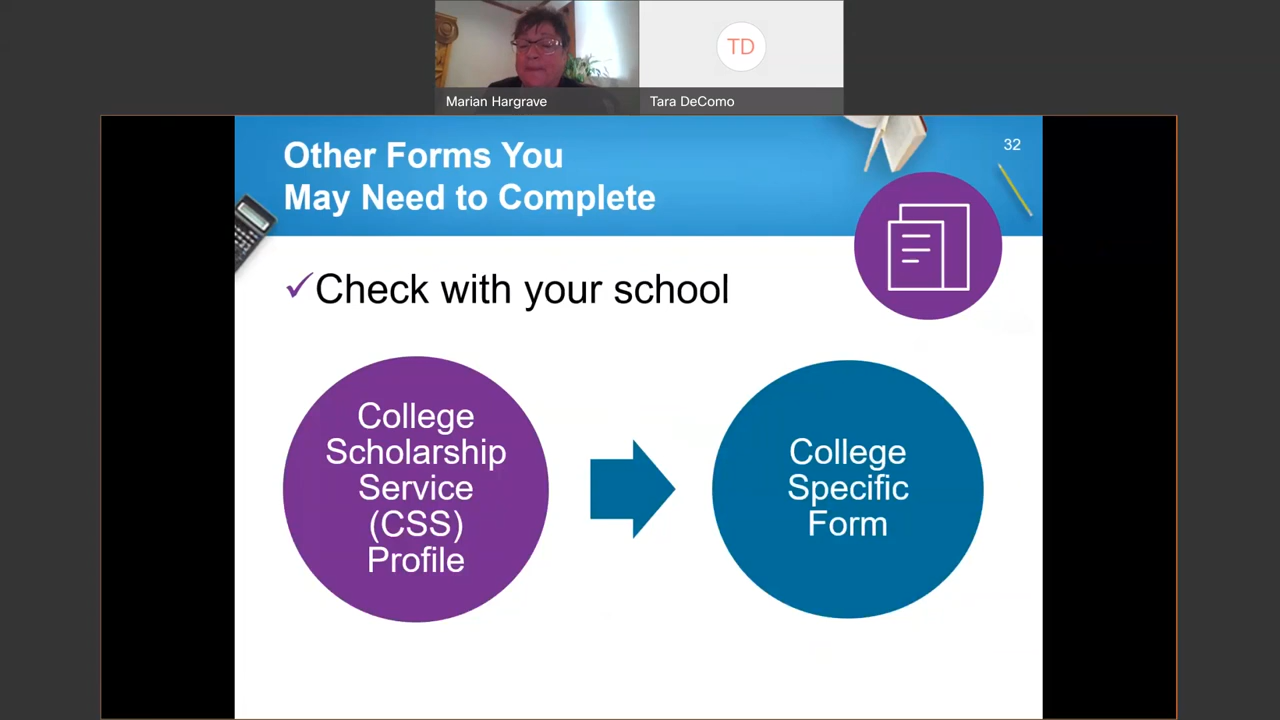 TD
Marian Hargrave
Tara DeComo
Other Forms You
May Need to Complete
32
✓Check with your school
College
Scholarship
Service
(CSS)
Profile
College
Specific
Form